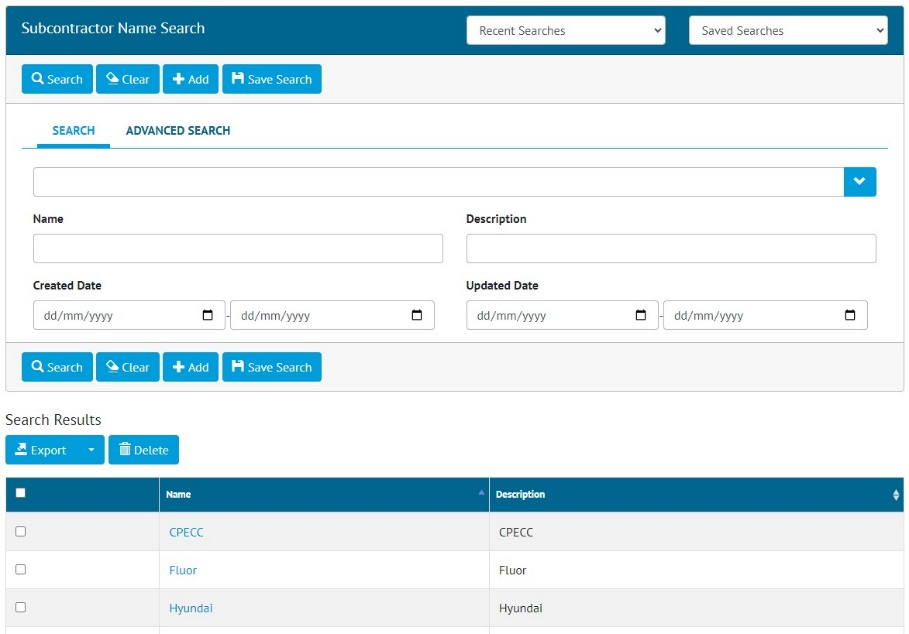 Subcontractor Name Search
Recent Searches
Saved Searches
Search Clear Add Save Search
SEARCH ADVANCED SEARCH
Name Description
Created Date Updated Date
dd/mm/yyyy - dd/mm/yyyy dd/mm/yyyy - dd/mm/yyyy
Search Clear Add Save Search
Search Results
Export Delete
Name Description
CPECC CPECC
Fluor Fluor
Hyundai Hyundai